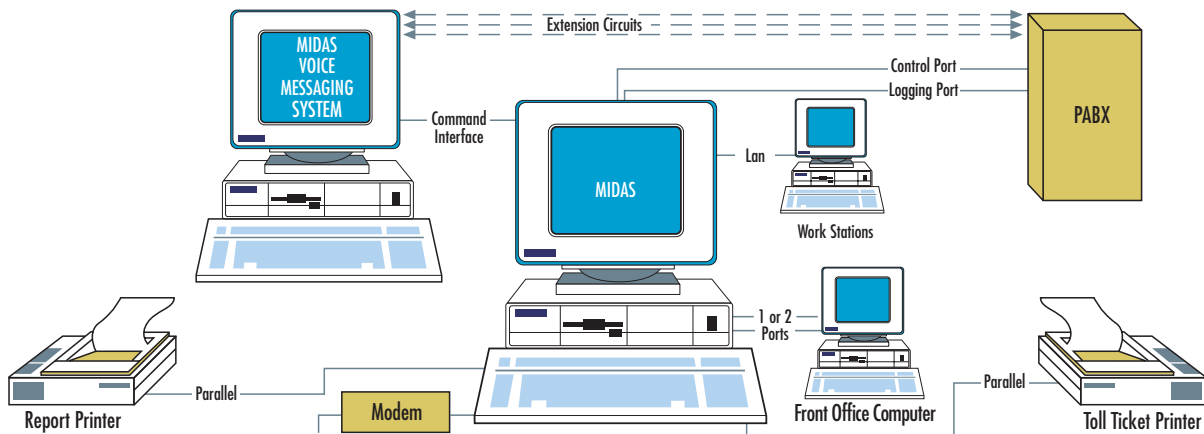 Extension Circuits
MIDAS
VOICE
MESSAGING
SYSTEM
Control Port
Logging Port
PABX
Command
Interface
Lan
MIDAS
Work Stations
1 or 2
Ports
Parallel
Report Printer
Modem
Front Office Computer
Parallel
Toll Ticket Printer